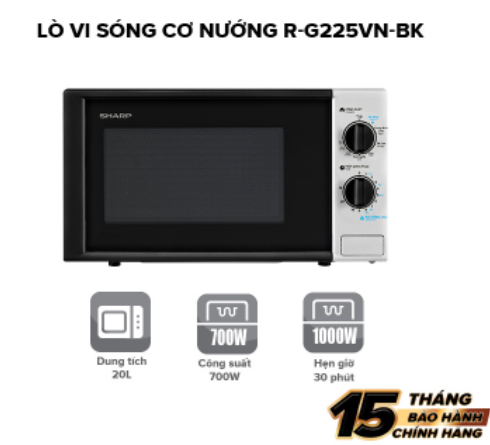 LÒ VI SÓNG CƠ NƯỚNG R-G225VN-BK
SHARP
700W
1000W
Dung tích
20L
Công suất
700W
Hẹn giờ
30 phút
15 THÁNG
BẢO HÀNH
CHÍNH HÃNG